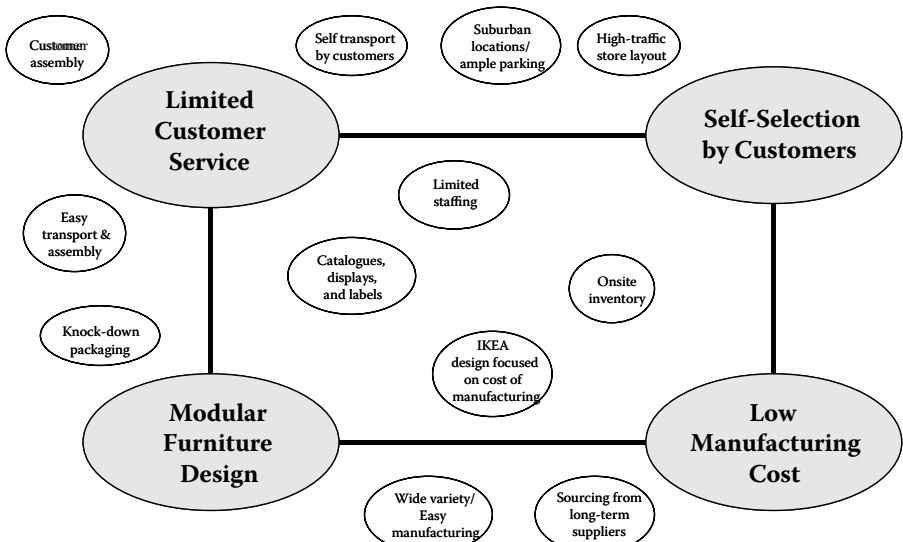 Customer
assembly
Self transport
by customers
Suburban
locations/
ample parking
High-traffic
store layout
Limited
Customer
Service
Self-Selection
by Customers
Limited
staffing
Easy
transport &
assembly
Catalogues,
displays,
and labels
Onsite
inventory
Knock-down
packaging
IKEA
design focused
on cost of
manufacturing
Modular
Furniture
Design
Low
Manufacturing
Cost
Wide variety/
Easy
manufacturing
Sourcing from
long-term
suppliers